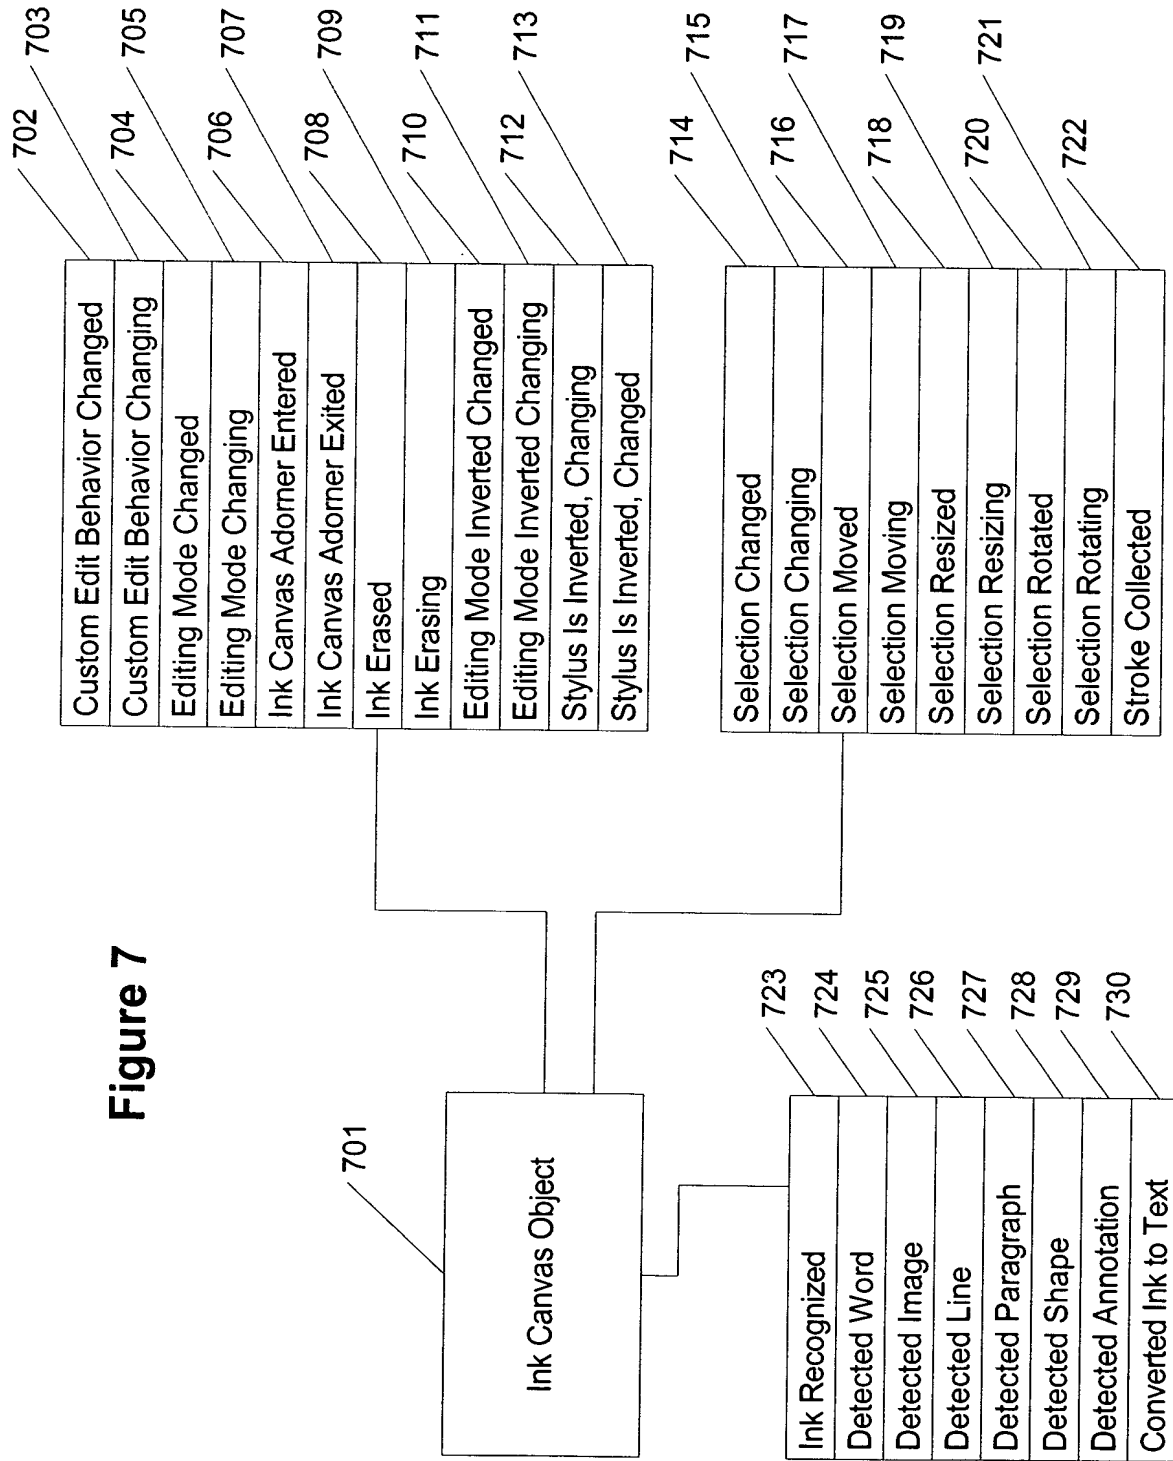 Figure 7
701
Ink Canvas Object
Custom Edit Behavior Changed
Custom Edit Behavior Changing
Editing Mode Changed
Editing Mode Changing
Ink Canvas Adorner Entered
Ink Canvas Adorner Exited
Ink Erased
Ink Erasing
Editing Mode Inverted Changed
Editing Mode Inverted Changing
Stylus Is Inverted, Changing
Stylus Is Inverted, Changed
702
703
704
705
706
707
708
709
710
711
712
713
Selection Changed
Selection Changing
Selection Moved
Selection Moving
Selection Resized
Selection Resizing
Selection Rotated
Selection Rotating
Stroke Collected
714
715
716
717
718
719
720
721
722
Ink Recognized
Detected Word
Detected Image
Detected Line
Detected Paragraph
Detected Shape
Detected Annotation
Converted Ink to Text
723
724
725
726
727
728
729
730